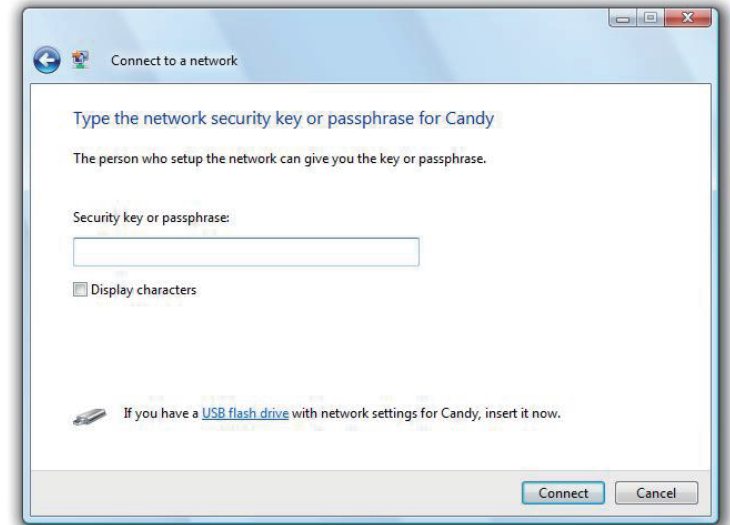 Connect to a network
Type the network security key or passphrase for Candy
The person who setup the network can give you the key or passphrase.
Security key or passphrase:
Display characters
If you have a USB flash drive with network settings for Candy, insert it now.
Connect Cancel